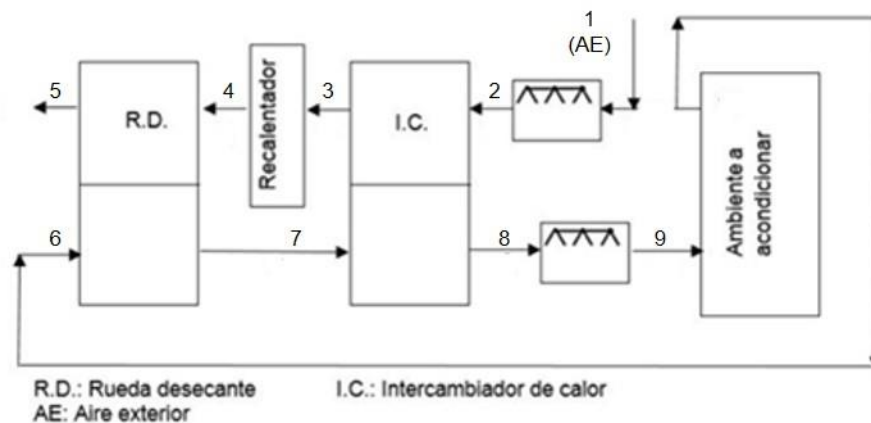 1
(AE)
5
4
3
2
R.D.
Recalentador
I.C.
6
7
8
9
Ambiente a
acondicionar
R.D.: Rueda desecante
I.C.: Intercambiador de calor
AE: Aire exterior